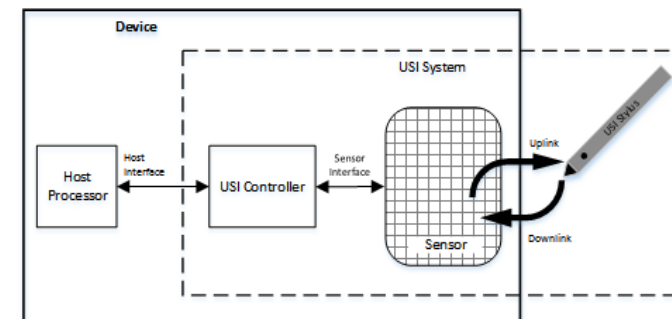 Device
USI System
USI Stylus
Uplink
Host
Interface
Sensor
Interface
Host
Processor
USI Controller
Sensor
Downlink